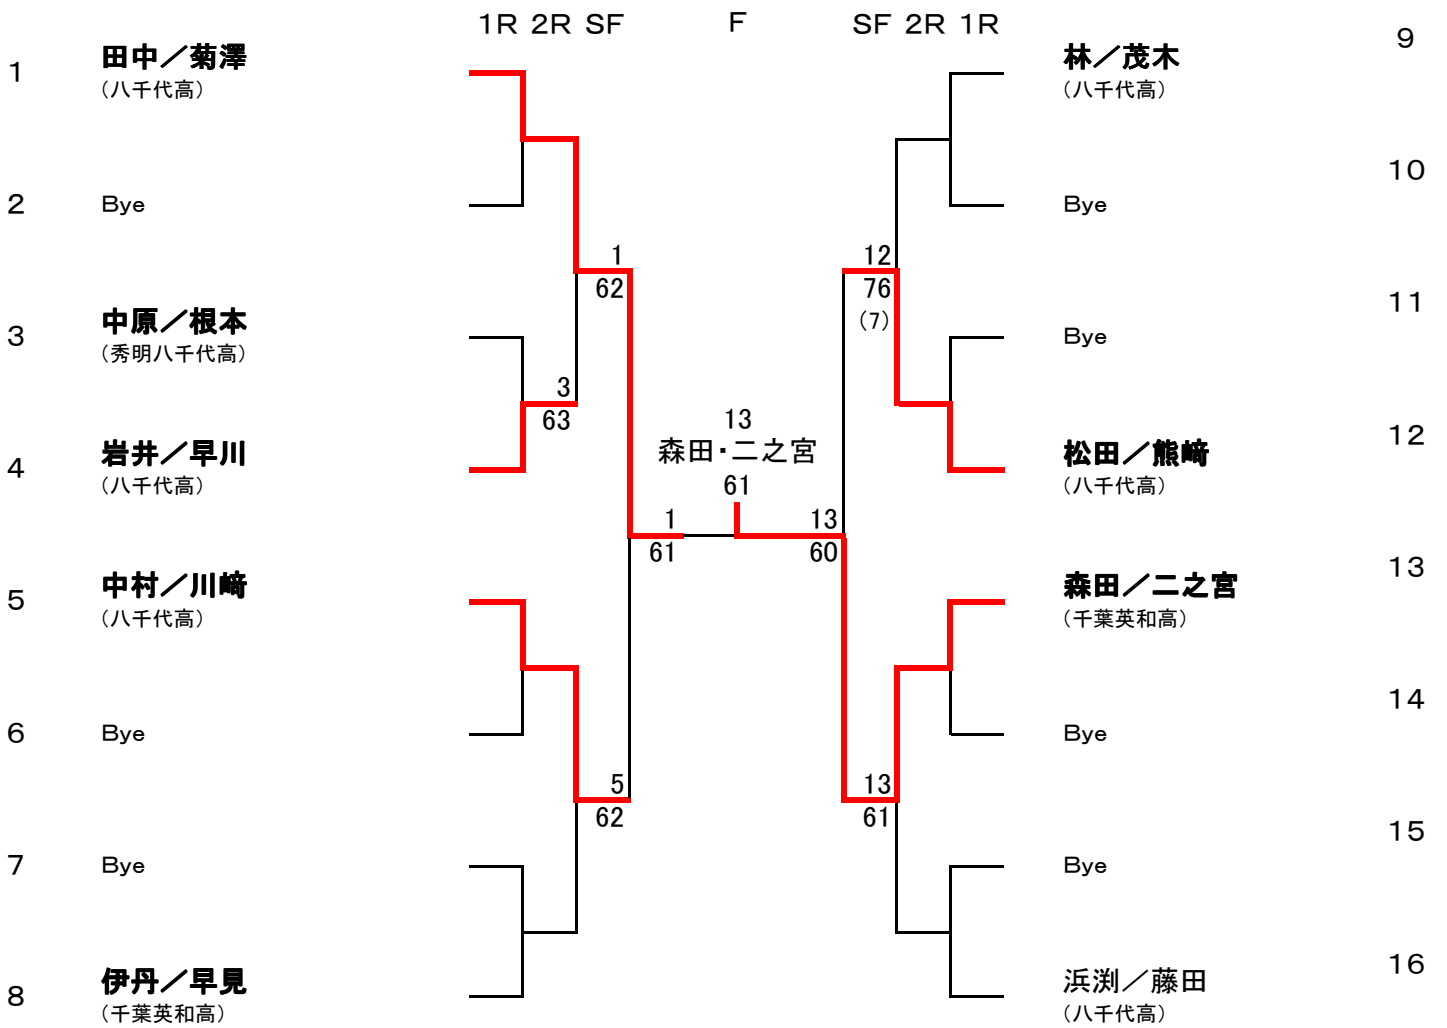 1R 2R SF F SF 2R 1R
1 田中／菊澤
（八千代高）
2 Bye
3 中原／根本
（秀明八千代高）
4 岩井／早川
（八千代高）
5 中村／川﨑
（八千代高）
6 Bye
7 Bye
8 伊丹／早見
（千葉英和高）
1
62
3
63
5
62
1
61
13
森田・二之宮
61
12
76
（7）
13
60
13
61
林／茂木 9
（八千代高）
Bye 10
Bye 11
松田／熊﨑 12
（八千代高）
森田／二之宮 13
（千葉英和高）
Bye 14
Bye 15
浜渕／藤田 16
（八千代高）